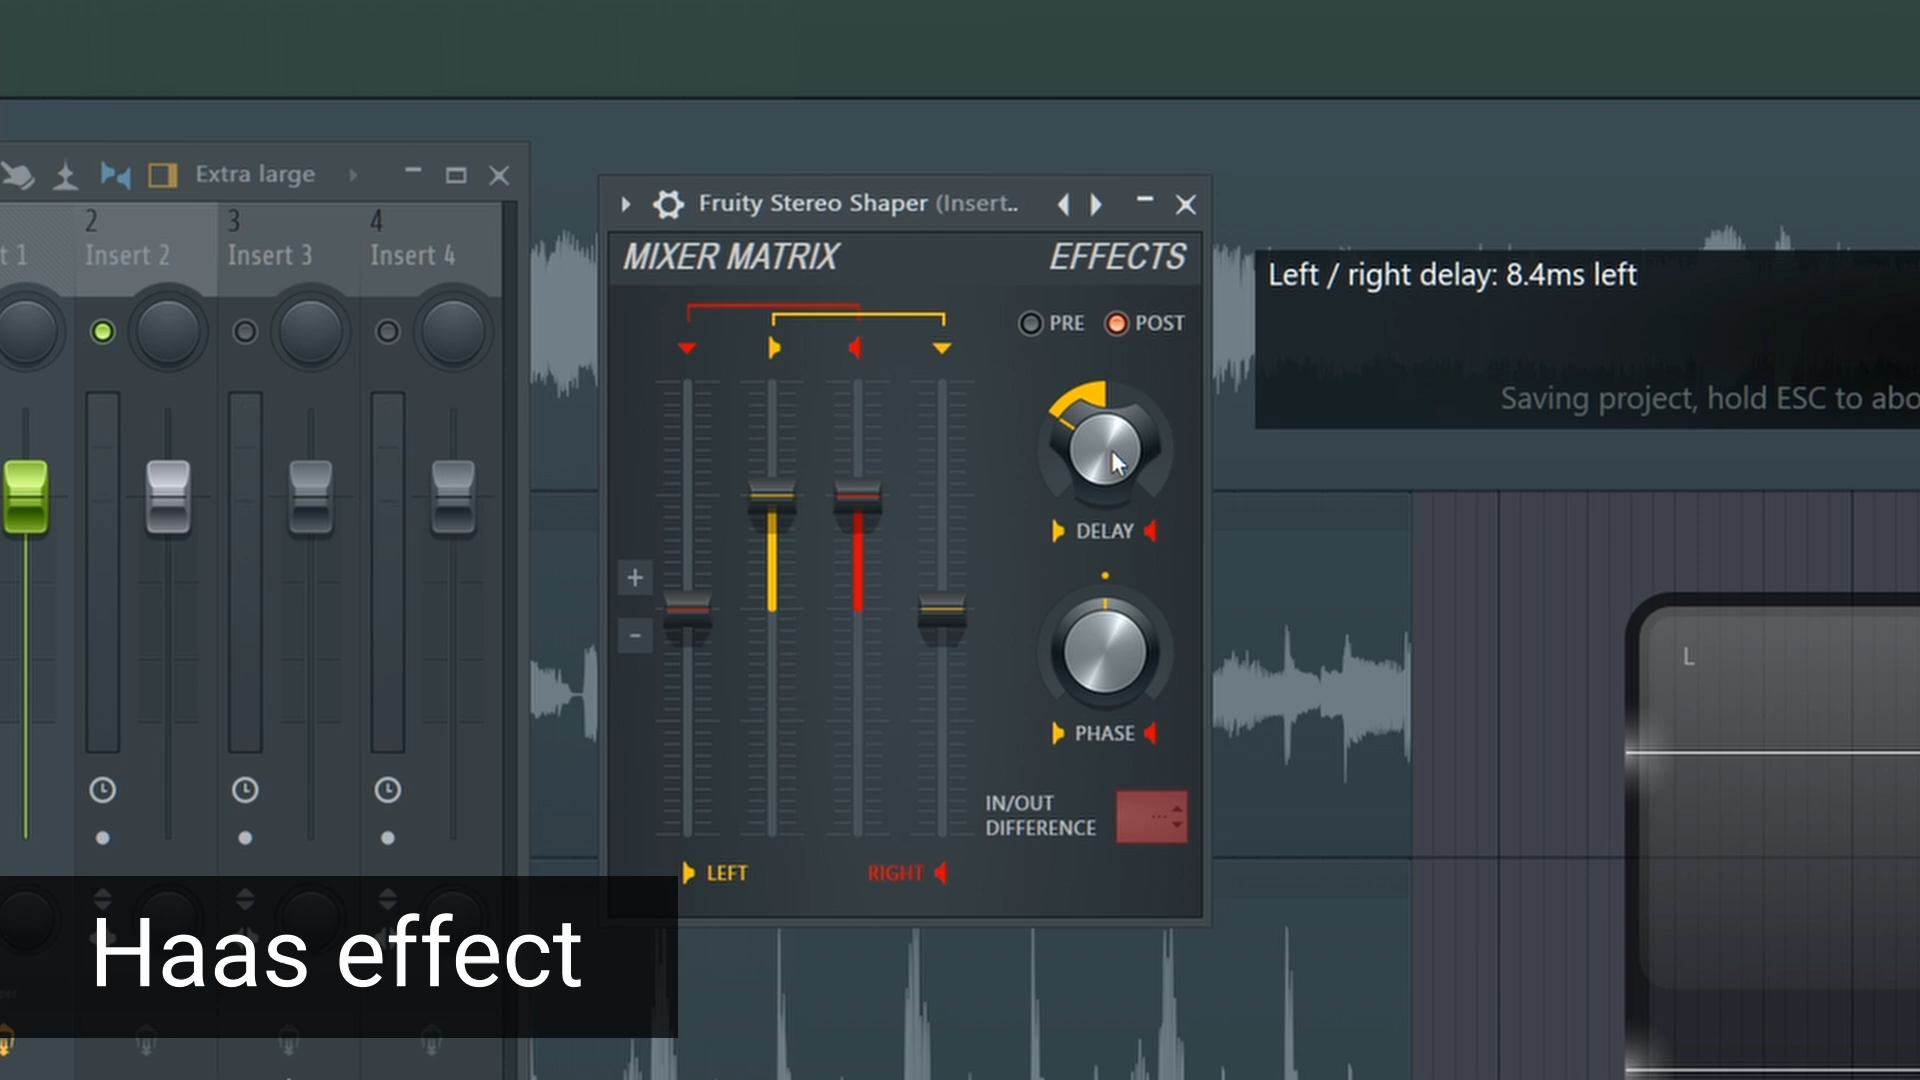 Extra large
Fruity Stereo Shaper (Insert..
2
3
4
t 1
Insert 2
Insert 3
Insert 4
MIXER MATRIX
EFFECTS
Left / right delay: 8.4ms left
PRE
POST
Saving project, hold ESC to abo
DELAY
+
-
L
PHASE
IN/OUT
DIFFERENCE
---
LEFT
RIGHT
Haas effect